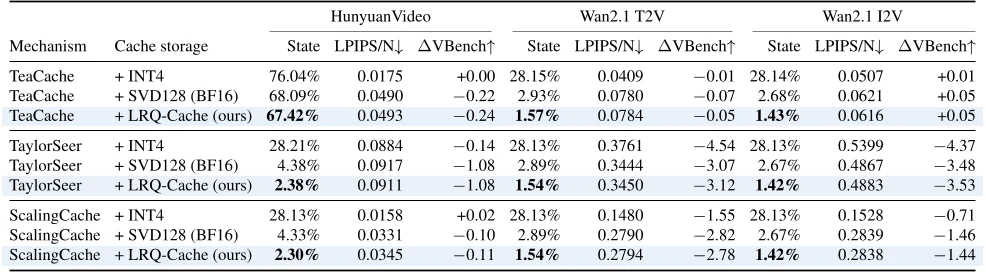 HunyuanVideo Wan2.1 T2V Wan2.1 I2V
Mechanism Cache storage State LPIPS/N↓ ΔVBench↑ State LPIPS/N↓ ΔVBench↑ State LPIPS/N↓ ΔVBench↑
TeaCache + INT4 76.04% 0.0175 +0.00 28.15% 0.0409 −0.01 28.14% 0.0507 +0.01
TeaCache + SVD128 (BF16) 68.09% 0.0490 −0.22 2.93% 0.0780 −0.07 2.68% 0.0621 +0.05
TeaCache + LRQ-Cache (ours) 67.42% 0.0493 −0.24 1.57% 0.0784 −0.05 1.43% 0.0616 +0.05
TaylorSeer + INT4 28.21% 0.0884 −0.14 28.13% 0.3761 −4.54 28.13% 0.5399 −4.37
TaylorSeer + SVD128 (BF16) 4.38% 0.0917 −1.08 2.89% 0.3444 −3.07 2.67% 0.4867 −3.48
TaylorSeer + LRQ-Cache (ours) 2.38% 0.0911 −1.08 1.54% 0.3450 −3.12 1.42% 0.4883 −3.53
ScalingCache + INT4 28.13% 0.0158 +0.02 28.13% 0.1480 −1.55 28.13% 0.1528 −0.71
ScalingCache + SVD128 (BF16) 4.33% 0.0331 −0.10 2.89% 0.2790 −2.82 2.67% 0.2839 −1.46
ScalingCache + LRQ-Cache (ours) 2.30% 0.0345 −0.11 1.54% 0.2794 −2.78 1.42% 0.2838 −1.44